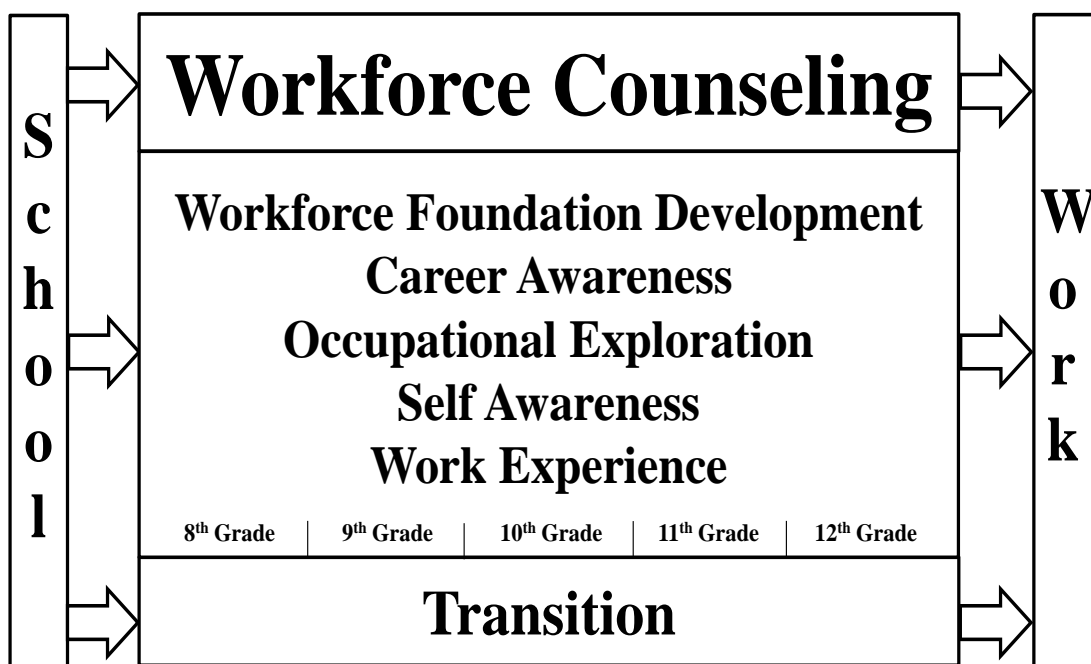 School
Workforce Counseling
Workforce Foundation Development
Career Awareness
Occupational Exploration
Self Awareness
Work Experience
8th Grade 9th Grade 10th Grade 11th Grade 12th Grade
Transition
Work